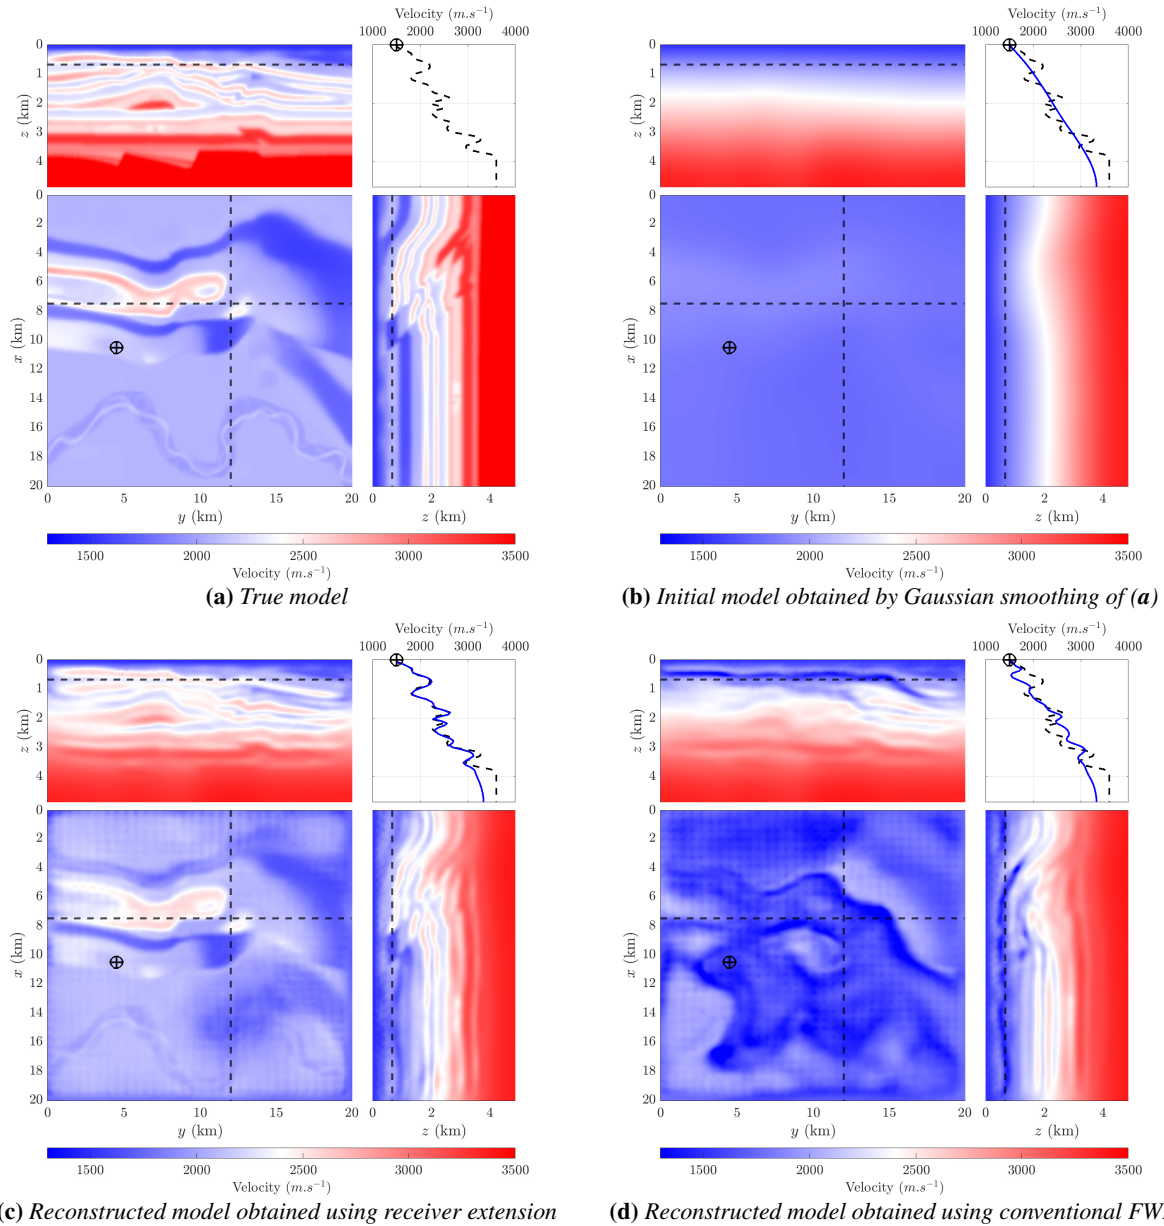 Velocity (m.s⁻¹)
1000 2000 3000 4000
0
1
2
3
4
z (km)
0
2
4
6
8
10
12
14
16
18
20
x (km)
0 5 10 15 20
y (km)
0 2 4
z (km)
1500 2000 2500 3000 3500
Velocity (m.s⁻¹)
(a) True model
Velocity (m.s⁻¹)
1000 2000 3000 4000
0
1
2
3
4
z (km)
0
2
4
6
8
10
12
14
16
18
20
x (km)
0 5 10 15 20
y (km)
0 2 4
z (km)
1500 2000 2500 3000 3500
Velocity (m.s⁻¹)
(b) Initial model obtained by Gaussian smoothing of (a)
Velocity (m.s⁻¹)
1000 2000 3000 4000
0
1
2
3
4
z (km)
0
2
4
6
8
10
12
14
16
18
20
x (km)
0 5 10 15 20
y (km)
0 2 4
z (km)
1500 2000 2500 3000 3500
Velocity (m.s⁻¹)
(c) Reconstructed model obtained using receiver extension
Velocity (m.s⁻¹)
1000 2000 3000 4000
0
1
2
3
4
z (km)
0
2
4
6
8
10
12
14
16
18
20
x (km)
0 5 10 15 20
y (km)
0 2 4
z (km)
1500 2000 2500 3000 3500
Velocity (m.s⁻¹)
(d) Reconstructed model obtained using conventional FW